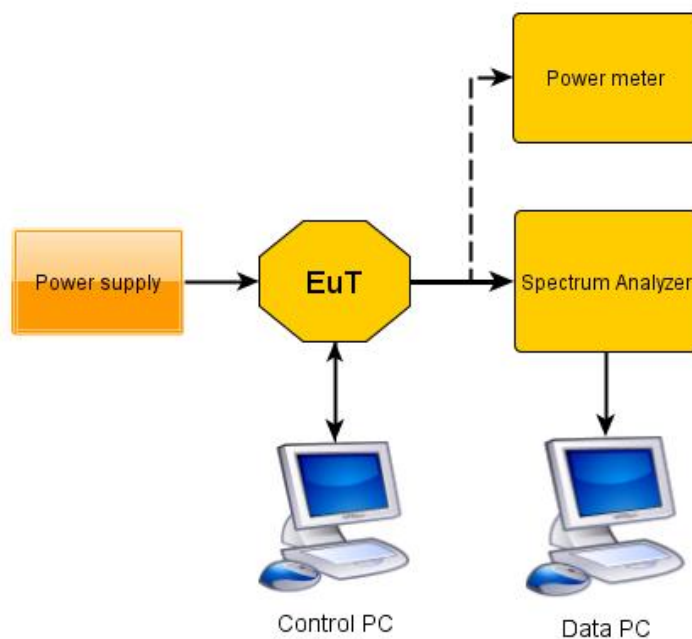 Power meter
Power supply
EuT
Spectrum Analyzer
Control PC
Data PC